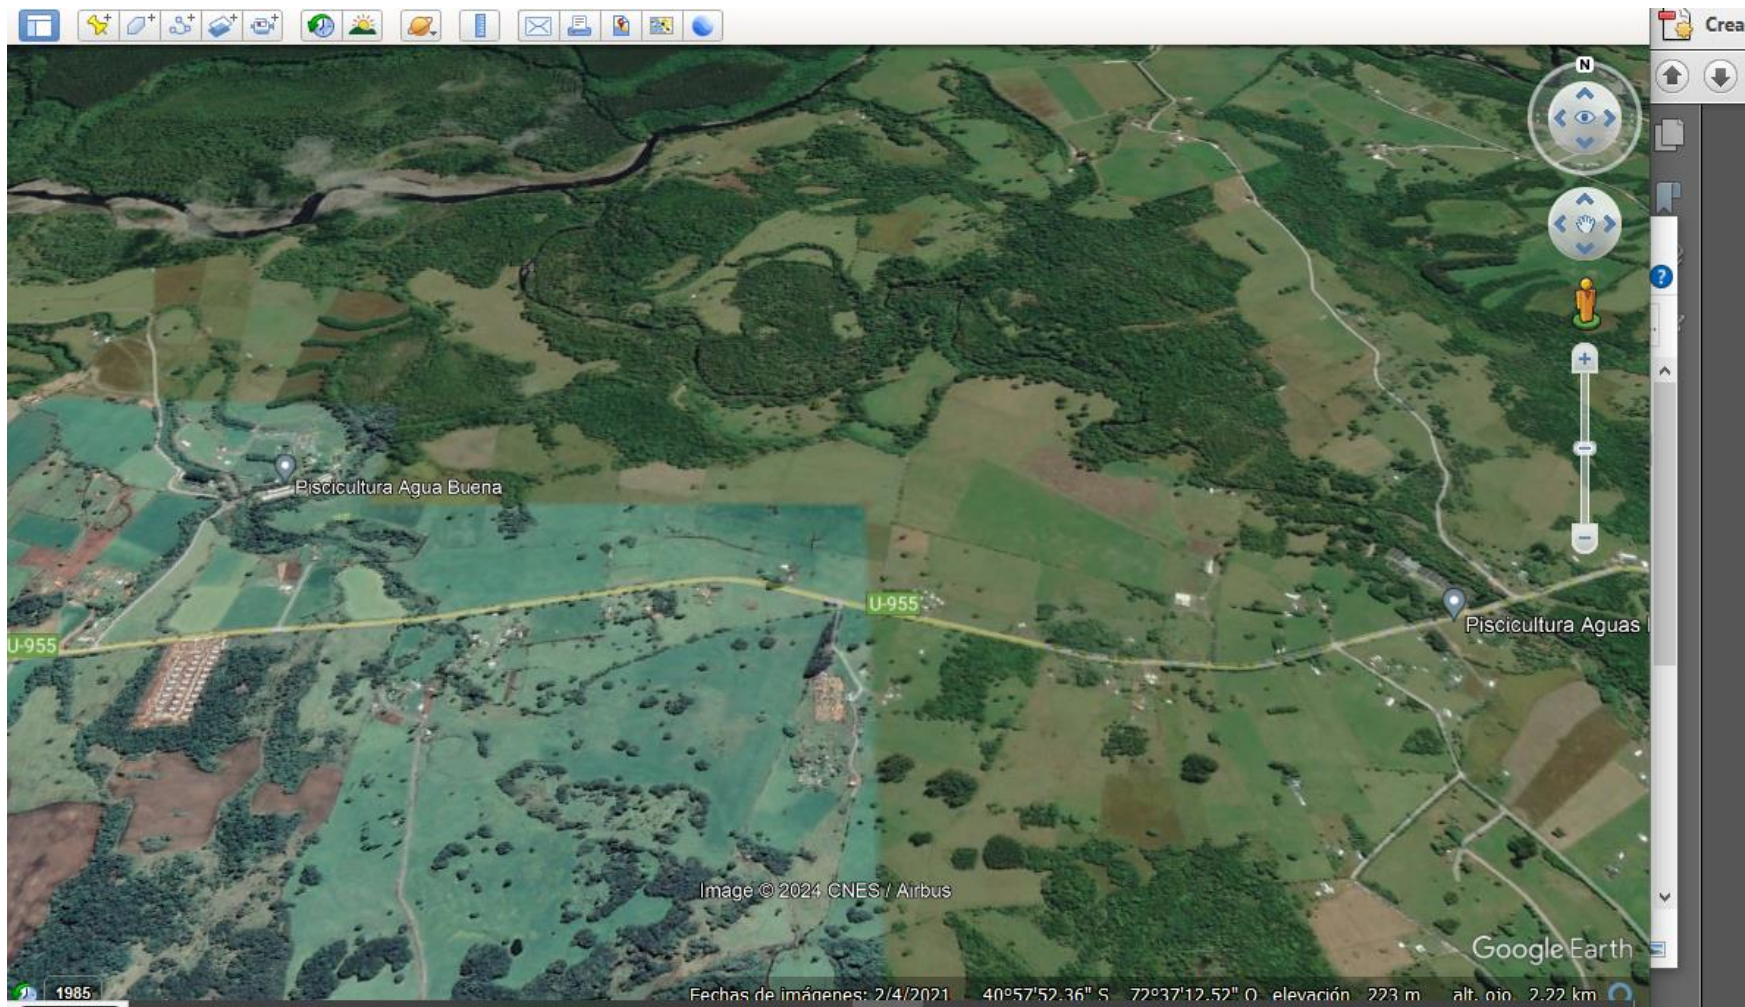 Crea
N
Piscicultura Agua Buena
U-955
U-955
Piscicultura Aguas
Image © 2024 CNES / Airbus
Google Earth
1985
Fechas de imágenes: 2/4/2021 40°57'52.36" S 72°37'12.52" O elevación 223 m alt. ojo 2.22 km